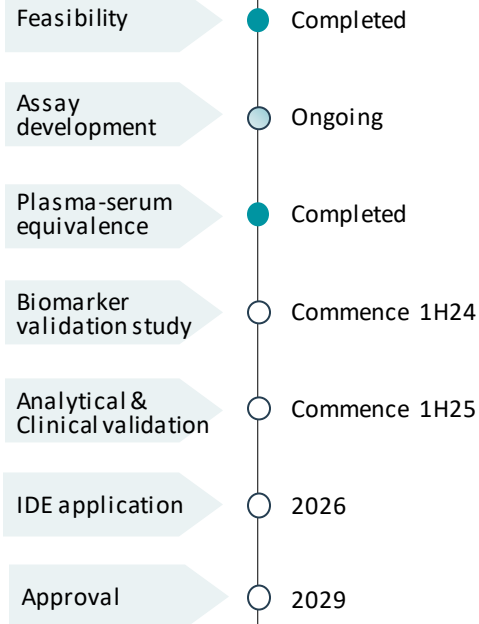 Feasibility
Completed
Assay
development
Ongoing
Plasma-serum
equivalence
Completed
Biomarker
validation study
Commence 1H24
Analytical &
Clinical validation
Commence 1H25
IDE application
2026
Approval
2029